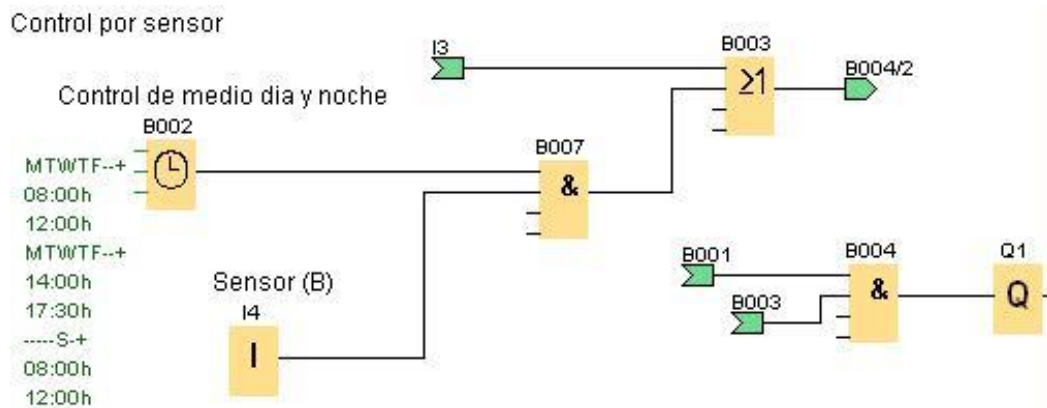 Control por sensor
I3
B003
≥1
B004/2
Control de medio dia y noche
B002
MTWTF--+
08:00h
12:00h
MTWTF--+
14:00h
17:30h
-----S-+
08:00h
12:00h
B007
&
Sensor (B)
I4
I
B001
B003
B004
&
Q1
Q